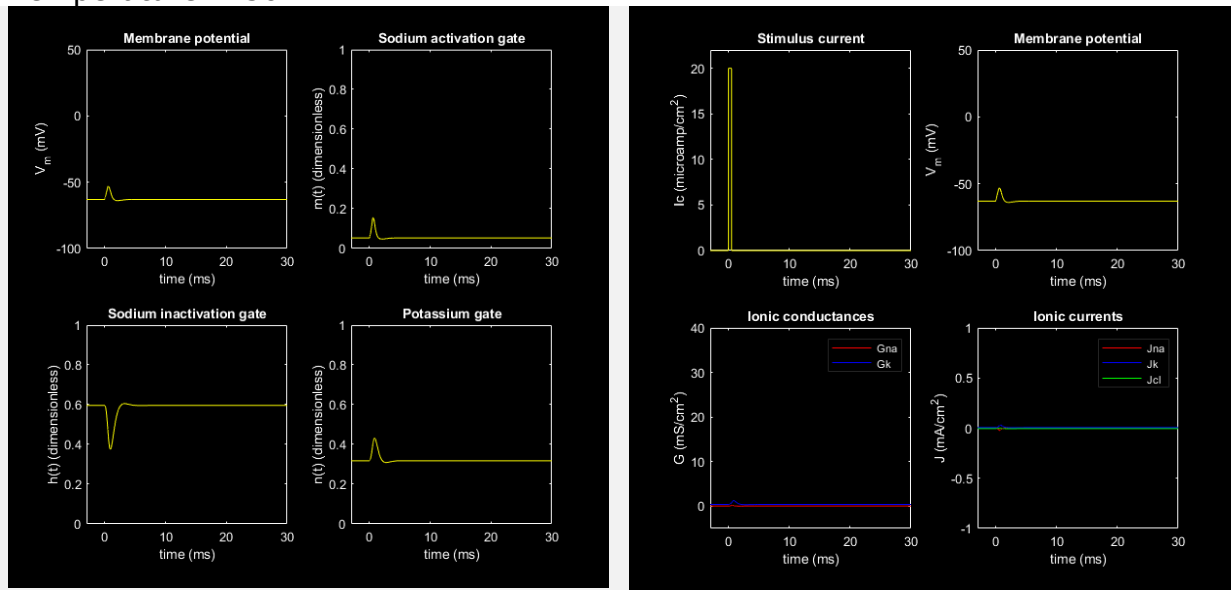 Membrane potential
50
0
-50
-100
V_m (mV)
0 10 20 30
time (ms)
Sodium activation gate
1
0.8
0.6
0.4
0.2
0
m(t) (dimensionless)
0 10 20 30
time (ms)
Sodium inactivation gate
1
0.8
0.6
0.4
0.2
0
h(t) (dimensionless)
0 10 20 30
time (ms)
Potassium gate
1
0.8
0.6
0.4
0.2
0
n(t) (dimensionless)
0 10 20 30
time (ms)
Stimulus current
20
15
10
5
0
Ic (microamp/cm²)
0 10 20 30
time (ms)
Membrane potential
50
0
-50
-100
V_m (mV)
0 10 20 30
time (ms)
Ionic conductances
40
30
20
10
0
G (mS/cm²)
Gna
Gk
0 10 20 30
time (ms)
Ionic currents
1
0.5
0
-0.5
-1
J (mA/cm²)
Jna
Jk
Jcl
0 10 20 30
time (ms)